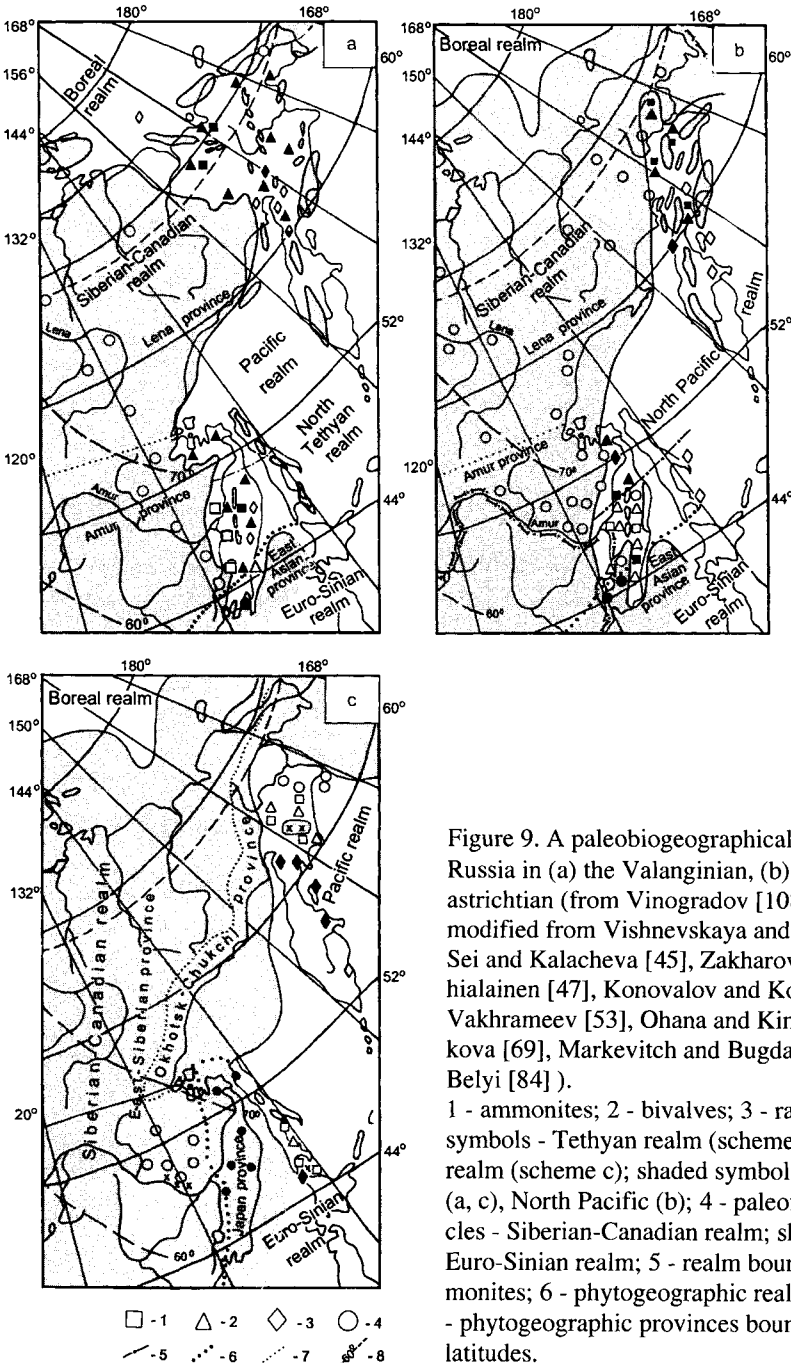 180°
168°
168°
a
60°
156°
Boreal
realm
144°
132°
Siberian-Canadian
realm
Lena province
Lena
52°
Pacific
realm
North
Tethyan
realm
120°
70°
44°
Amur
Amur province
East
Asian
province
Euro-Sinian
realm
60°
180°
168°
168°
Boreal realm
b
60°
150°
144°
132°
Siberian-Canadian
realm
Lena province
Lena
52°
North Pacific realm
120°
Amur province
70°
44°
Amur
East
Asian
province
Euro-Sinian
realm
60°
180°
168°
168°
Boreal realm
c
60°
150°
144°
Pacific realm
132°
Siberian-Canadian realm
East-Siberian province
Okhotsk-Chukchi province
52°
20°
70°
44°
Japan province
Euro-Sinian
realm
60°
- 1
- 2
- 3
- 4
- 5
- 6
- 7
60° - 8
Figure 9. A paleobiogeographical
Russia in (a) the Valanginian, (b)
astrichtian (from Vinogradov [10
modified from Vishnevskaya and
Sei and Kalacheva [45], Zakharov
hialainen [47], Konovalov and Ko
Vakhrameev [53], Ohana and Kin
kova [69], Markevitch and Bugda
Belyi [84] ).
1 - ammonites; 2 - bivalves; 3 - ra
symbols - Tethyan realm (scheme
realm (scheme c); shaded symbol
(a, c), North Pacific (b); 4 - paleof
cles - Siberian-Canadian realm; sh
Euro-Sinian realm; 5 - realm boun
monites; 6 - phytogeographic real
- phytogeographic provinces boun
latitudes.